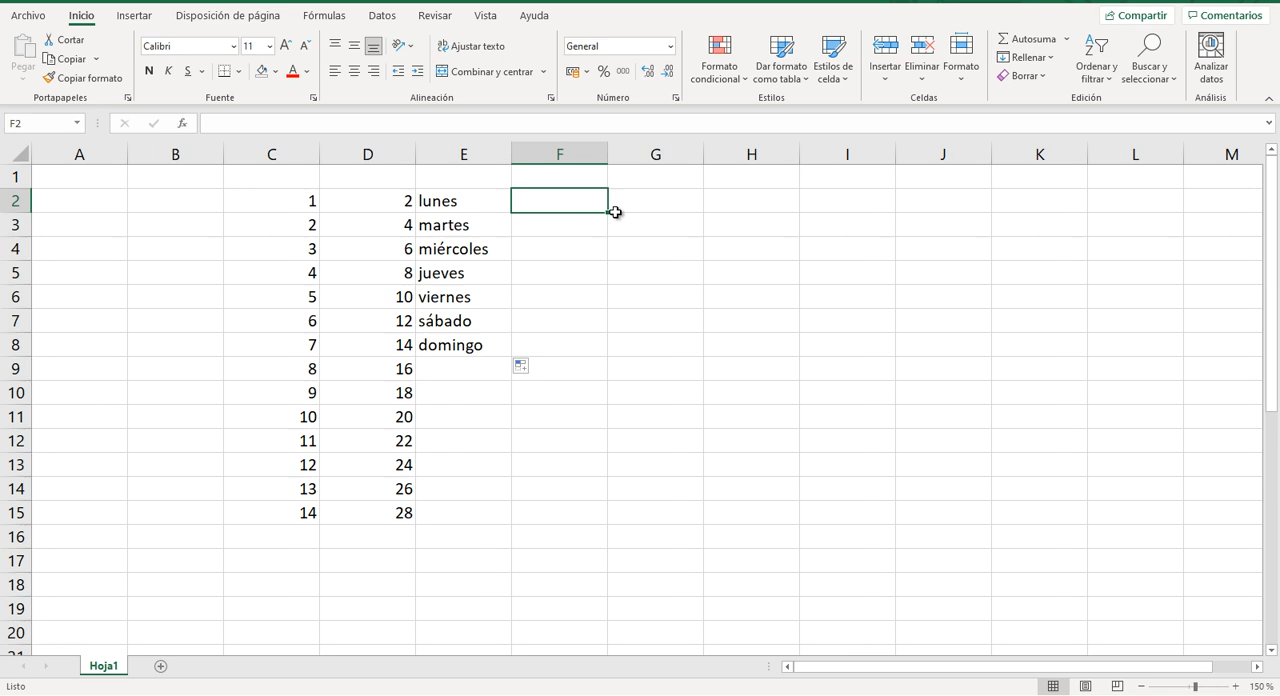 Archivo Inicio Insertar Disposición de página Fórmulas Datos Revisar Vista Ayuda Compartir Comentarios
Pegar Cortar Copiar Copiar formato
Calibri 11
N K S A
Ajustar texto
Combinar y centrar
General
% 000
Formato condicional
Dar formato como tabla
Estilos de celda
Insertar Eliminar Formato
Autosuma
Rellenar
Borrar
Ordenar y filtrar
Buscar y seleccionar
Analizar datos
Portapapeles Fuente Alineación Número Estilos Celdas Edición Análisis
F2 fx
A B C D E F G H I J K L M
1
2 1 2 lunes
3 2 4 martes
4 3 6 miércoles
5 4 8 jueves
6 5 10 viernes
7 6 12 sábado
8 7 14 domingo
9 8 16
10 9 18
11 10 20
12 11 22
13 12 24
14 13 26
15 14 28
16
17
18
19
20
Hoja1
Listo 150 %